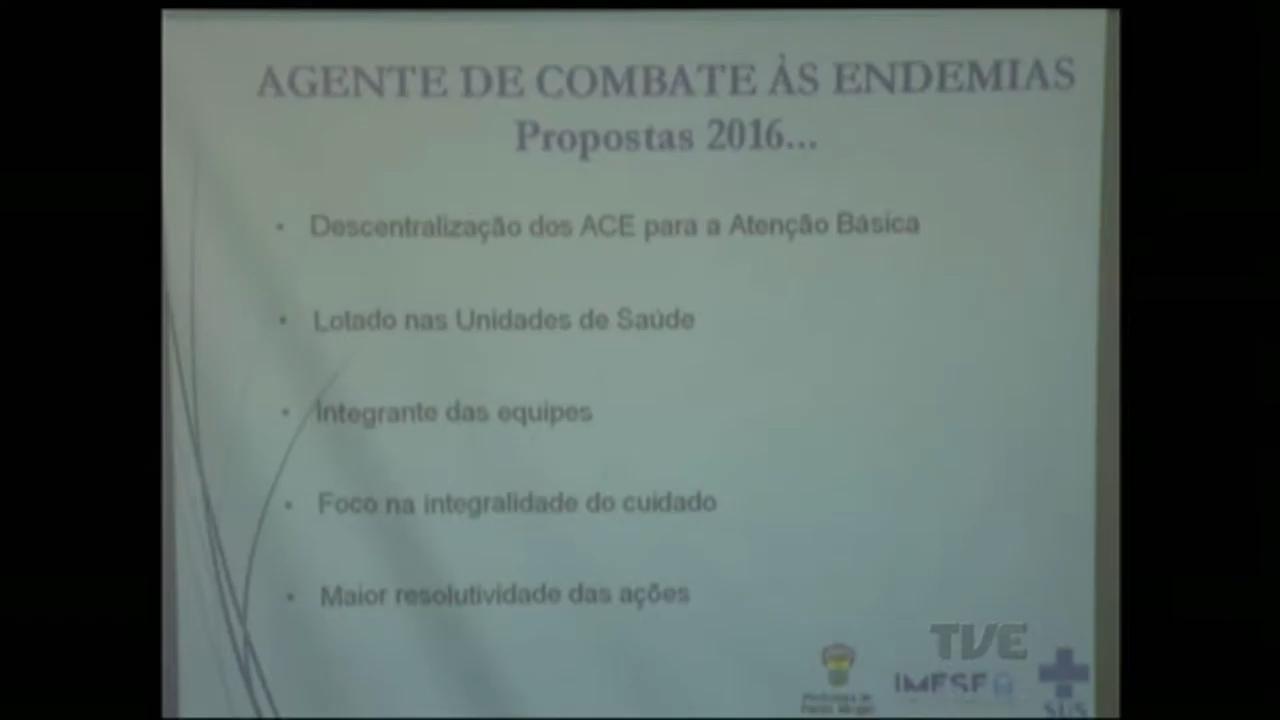 AGENTE DE COMBATE ÀS ENDEMIAS
Propostas 2016...
• Descentralização dos ACE para a Atenção Básica
• Lotado nas Unidades de Saúde
• Integrante das equipes
• Foco na integralidade do cuidado
• Maior resolutividade das ações
TVE
IMESF
SUS